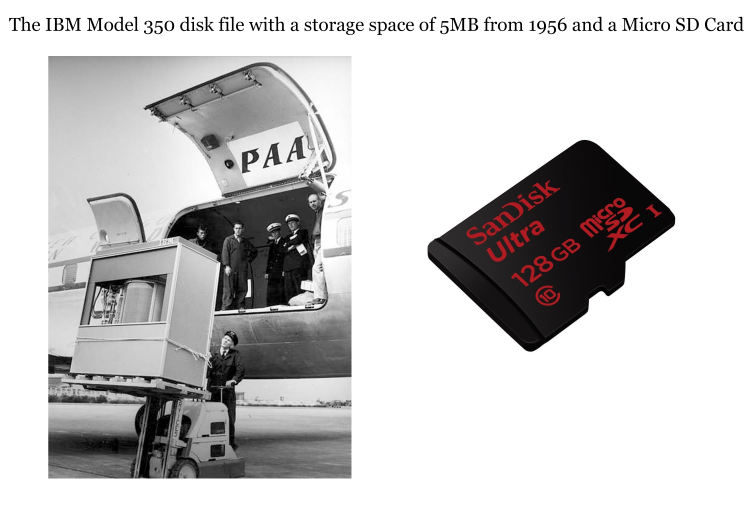 The IBM Model 350 disk file with a storage space of 5MB from 1956 and a Micro SD Card
PAA
IBM
SanDisk
Ultra
128GB
micro
SD
XC I
10